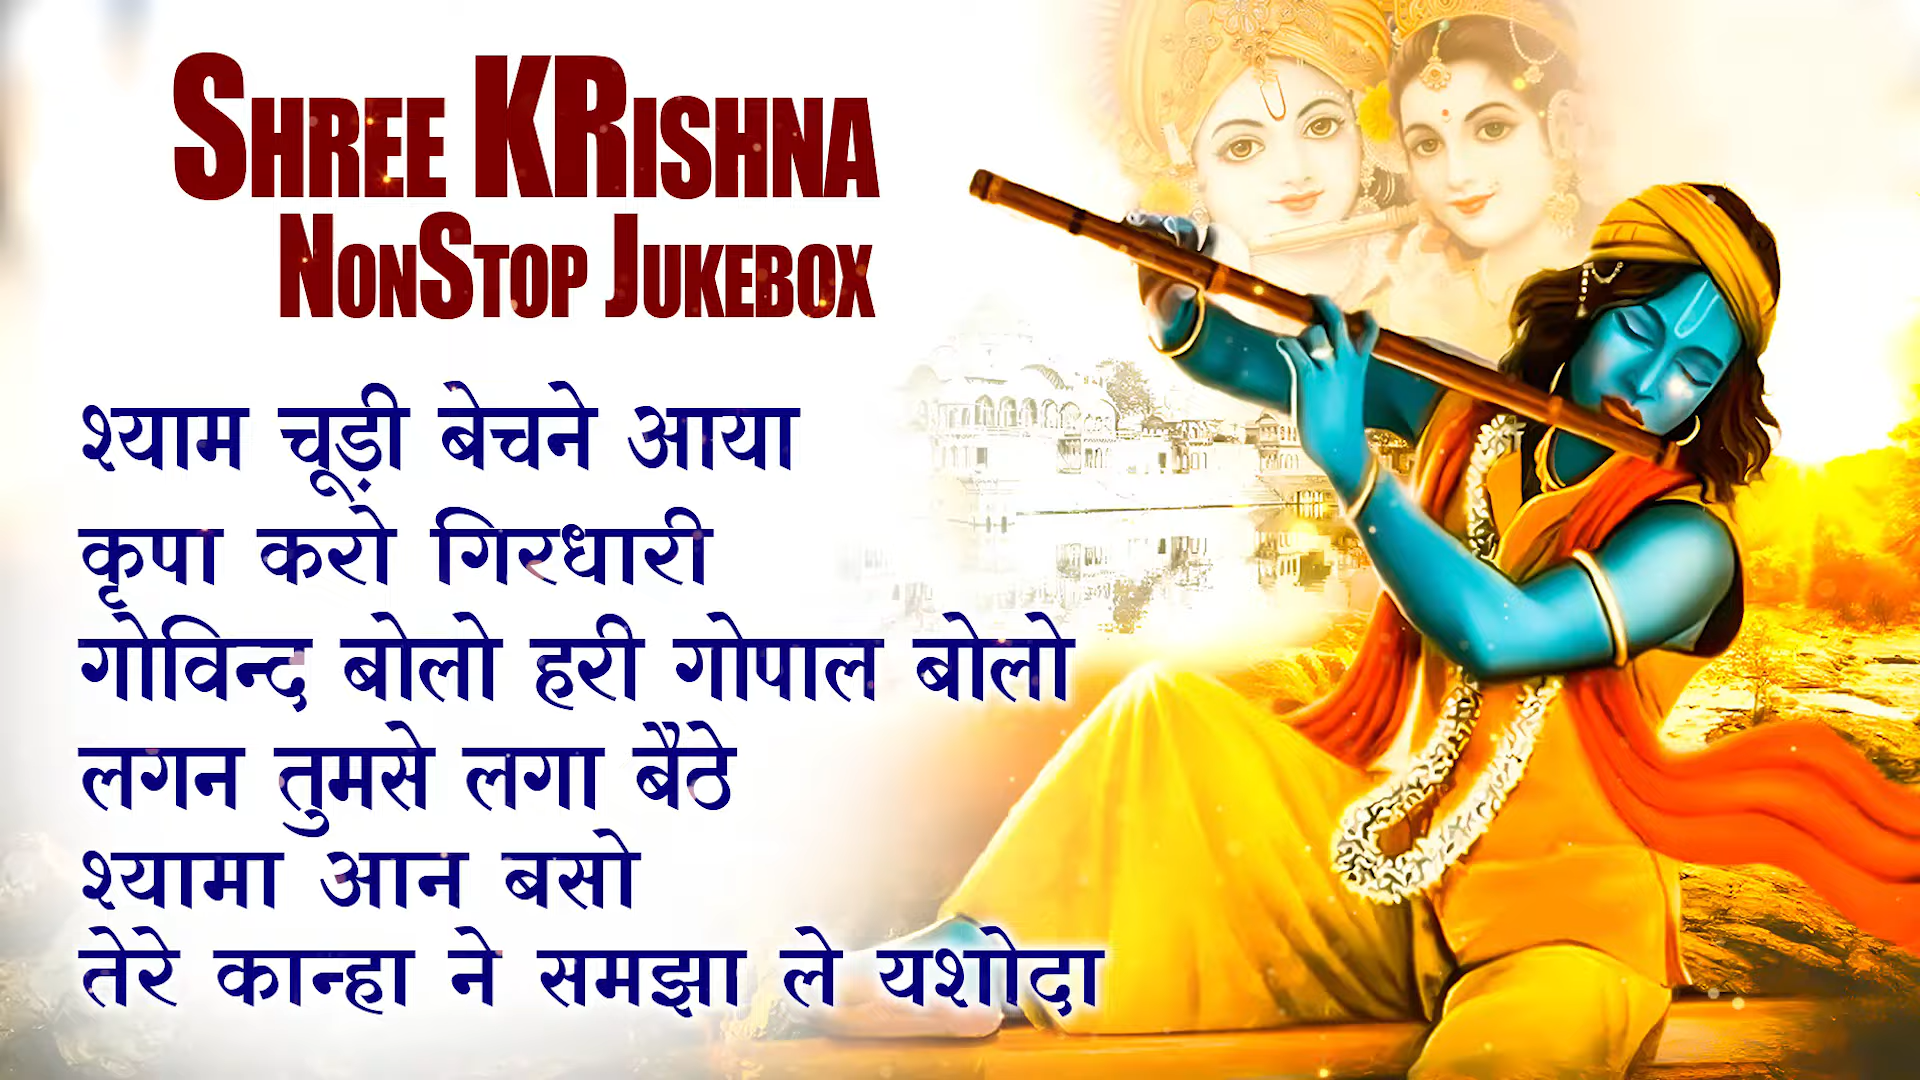 SHREE KRISHNA
NONSTOP JUKEBOX
श्याम चूड़ी बेचने आया
कृपा करो गिरधारी
गोविन्द बोलो हरी गोपाल बोलो
लगन तुमसे लगा बैठे
श्यामा आन बसो
तेरे कान्हा ने समझा ले यशोदा